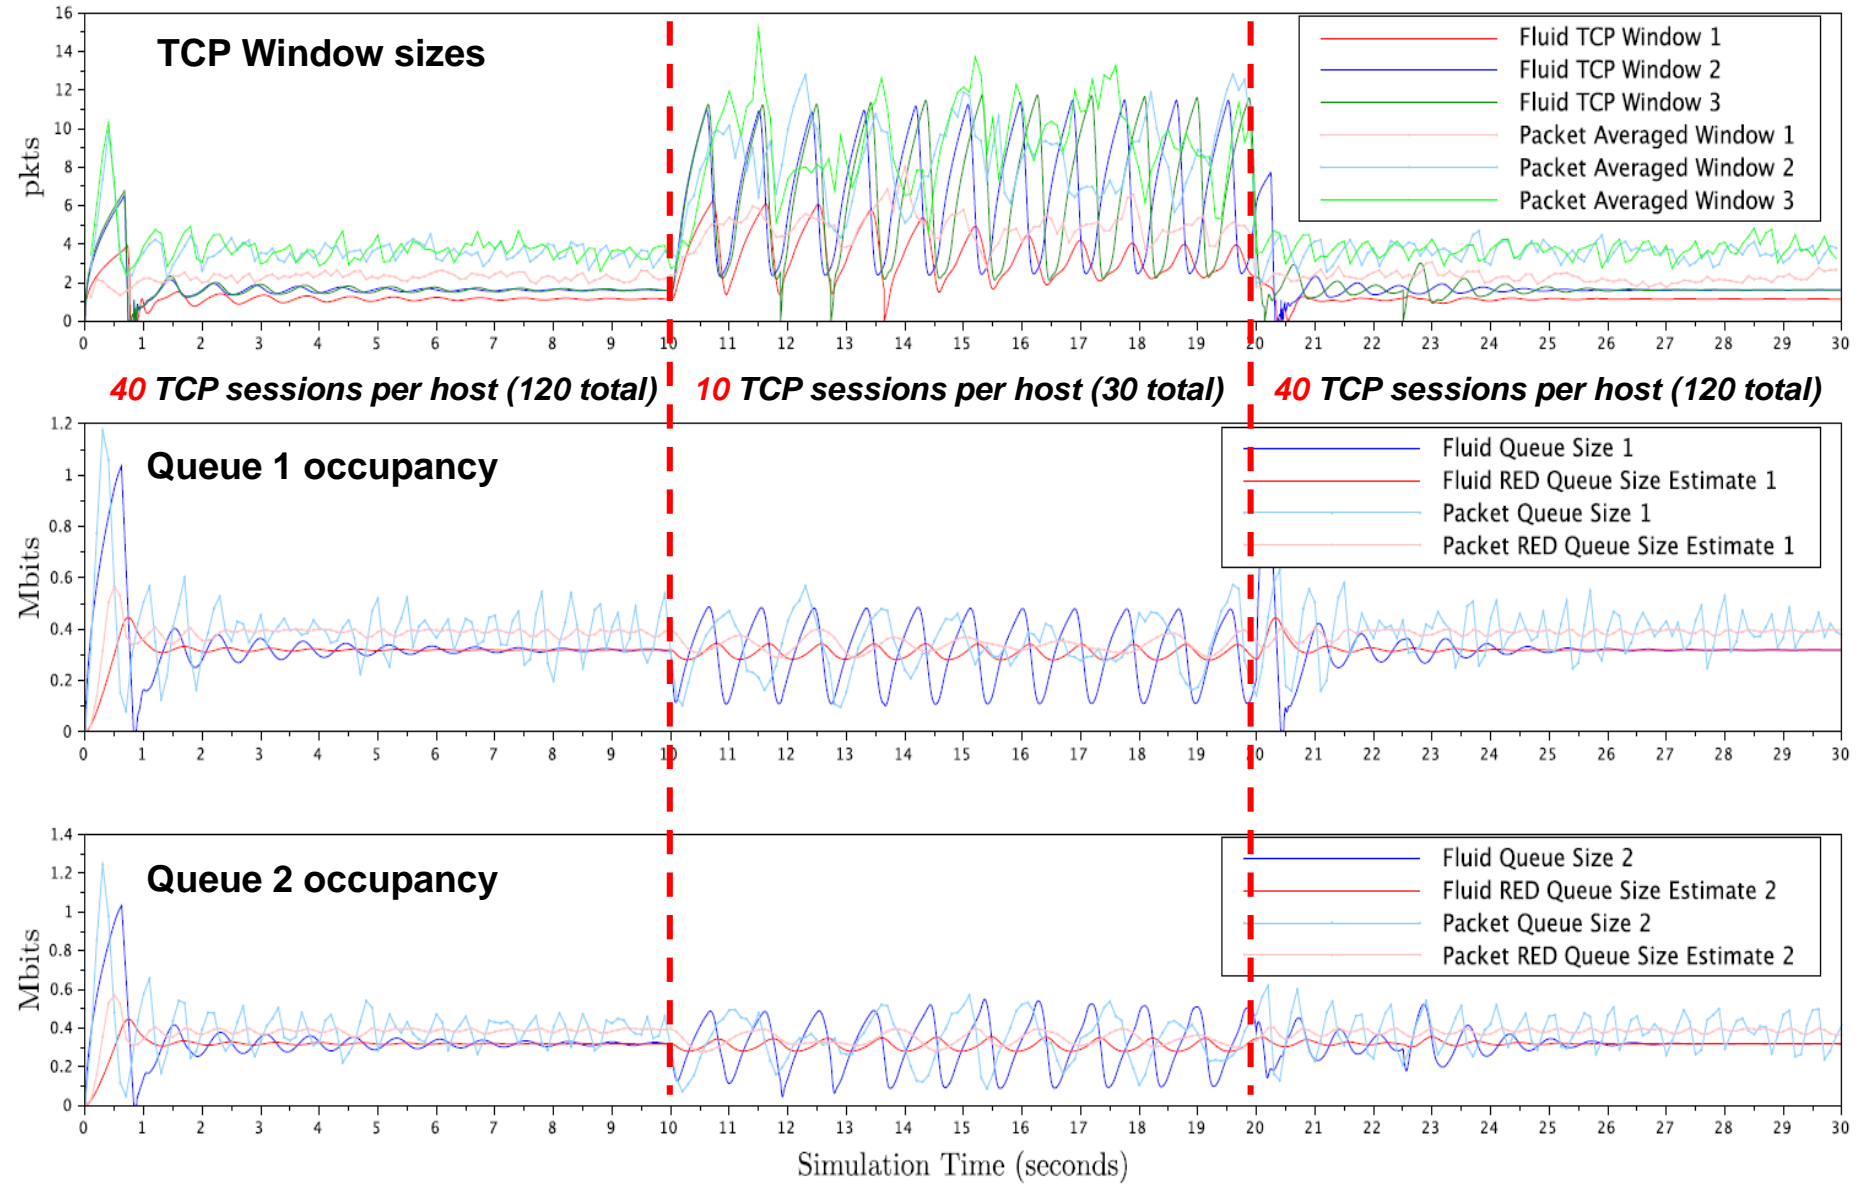 TCP Window sizes
pkts
16
14
12
10
8
6
4
2
0
Fluid TCP Window 1
Fluid TCP Window 2
Fluid TCP Window 3
Packet Averaged Window 1
Packet Averaged Window 2
Packet Averaged Window 3
0 1 2 3 4 5 6 7 8 9 10 11 12 13 14 15 16 17 18 19 20 21 22 23 24 25 26 27 28 29 30
40 TCP sessions per host (120 total) 10 TCP sessions per host (30 total) 40 TCP sessions per host (120 total)
Queue 1 occupancy
Mbits
1.2
1
0.8
0.6
0.4
0.2
0
Fluid Queue Size 1
Fluid RED Queue Size Estimate 1
Packet Queue Size 1
Packet RED Queue Size Estimate 1
0 1 2 3 4 5 6 7 8 9 10 11 12 13 14 15 16 17 18 19 20 21 22 23 24 25 26 27 28 29 30
Queue 2 occupancy
Mbits
1.4
1.2
1
0.8
0.6
0.4
0.2
0
Fluid Queue Size 2
Fluid RED Queue Size Estimate 2
Packet Queue Size 2
Packet RED Queue Size Estimate 2
0 1 2 3 4 5 6 7 8 9 10 11 12 13 14 15 16 17 18 19 20 21 22 23 24 25 26 27 28 29 30
Simulation Time (seconds)